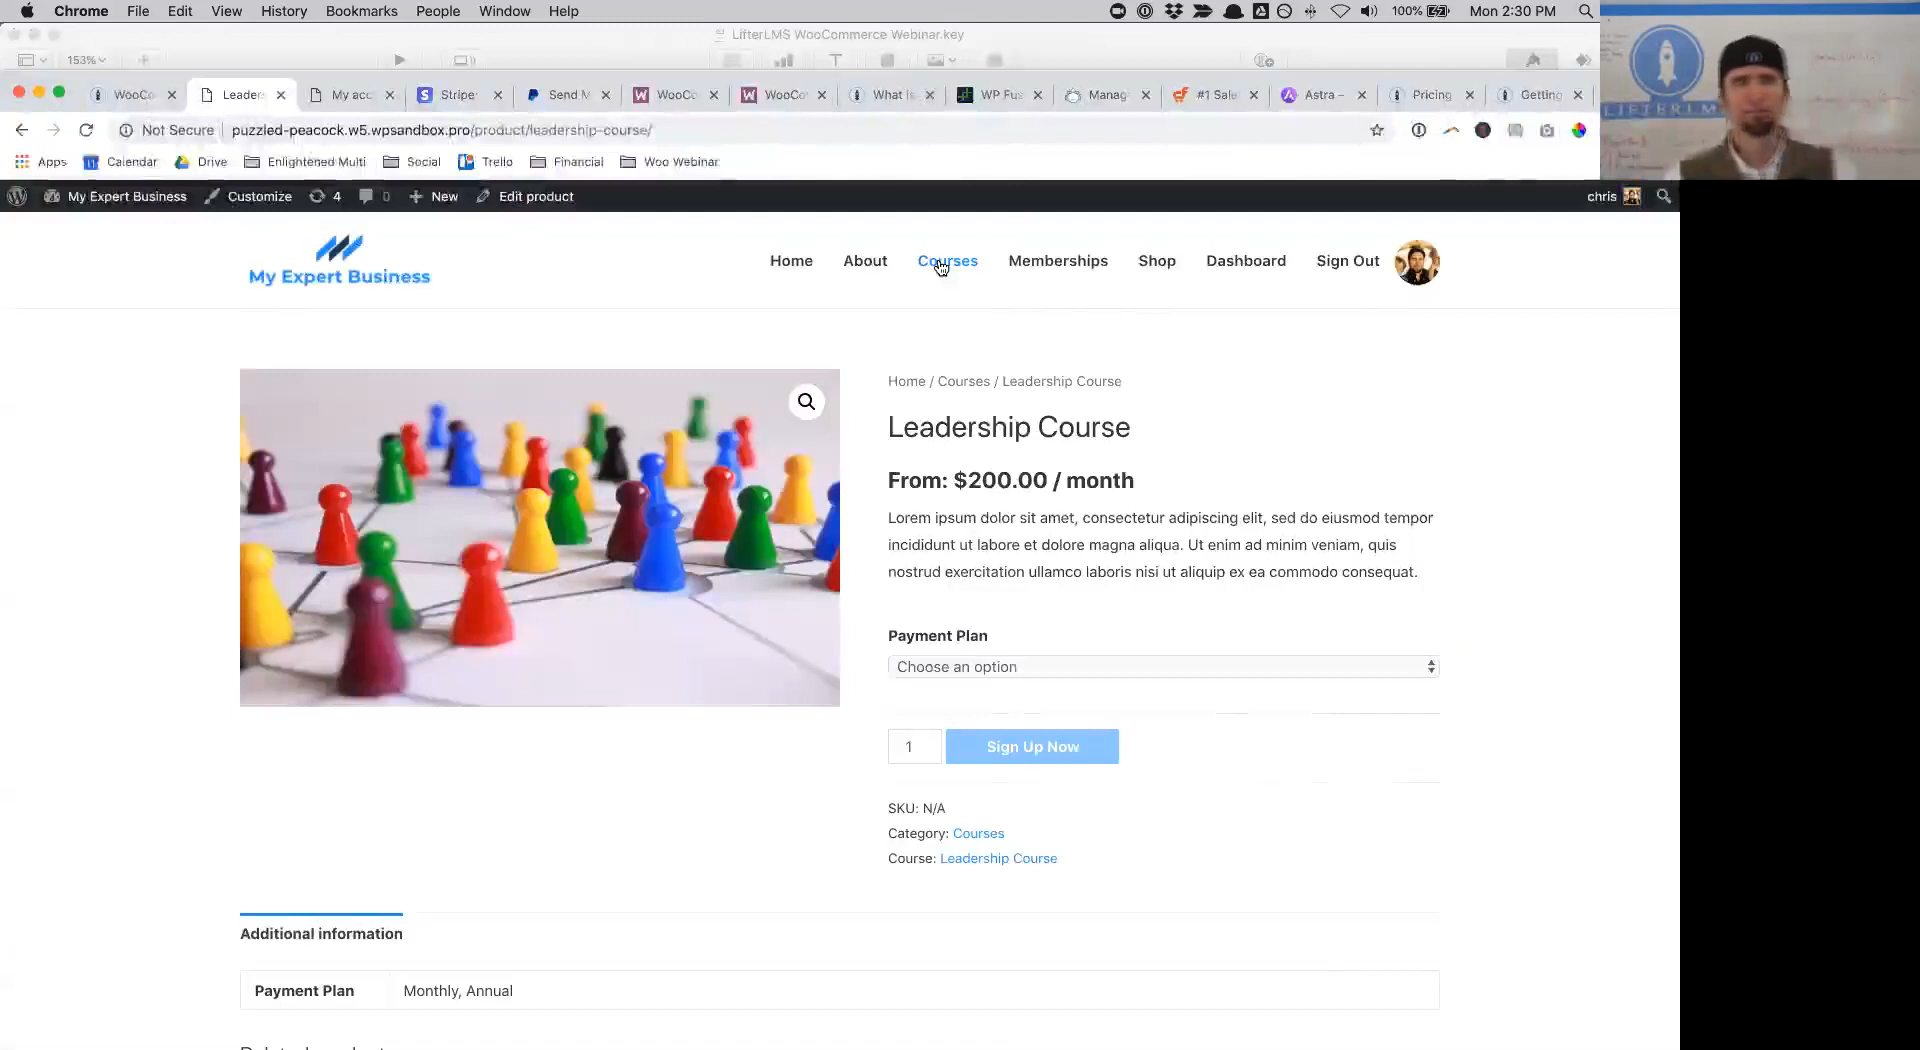 Chrome File Edit View History Bookmarks People Window Help 100% Mon 2:30 PM
LifterLMS WooCommerce Webinar.key
153%
WooCo Leader My acc Stripe Send M WooCo WooCo What is WP Fus Manag #1 Sale Astra – Pricing Getting
Not Secure puzzled-peacock.w5.wpsandbox.pro/product/leadership-course/
Apps Calendar Drive Enlightened Multi Social Trello Financial Woo Webinar
My Expert Business Customize 4 0 New Edit product chris
My Expert Business
Home About Courses Memberships Shop Dashboard Sign Out
Home / Courses / Leadership Course
Leadership Course
From: $200.00 / month
Lorem ipsum dolor sit amet, consectetur adipiscing elit, sed do eiusmod tempor
incididunt ut labore et dolore magna aliqua. Ut enim ad minim veniam, quis
nostrud exercitation ullamco laboris nisi ut aliquip ex ea commodo consequat.
Payment Plan
Choose an option
1 Sign Up Now
SKU: N/A
Category: Courses
Course: Leadership Course
Additional information
Payment Plan Monthly, Annual